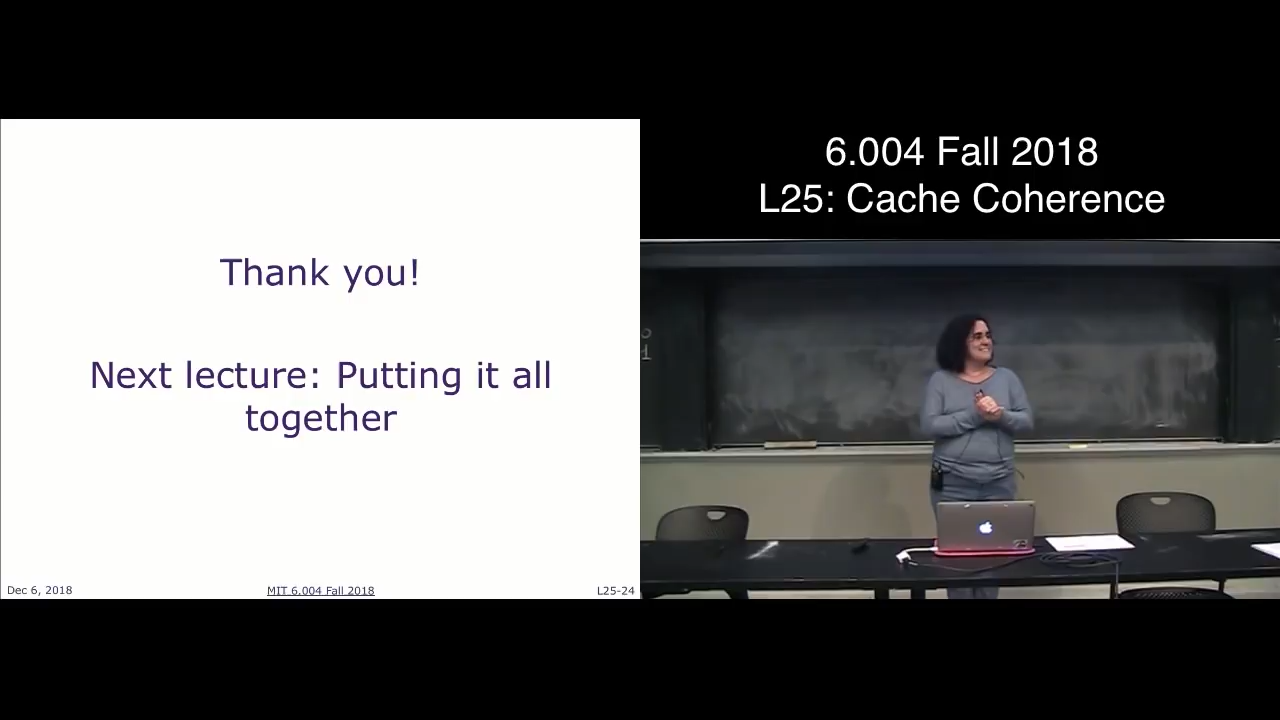 6.004 Fall 2018
L25: Cache Coherence
Thank you!
Next lecture: Putting it all
together
Dec 6, 2018
MIT 6.004 Fall 2018
L25-24